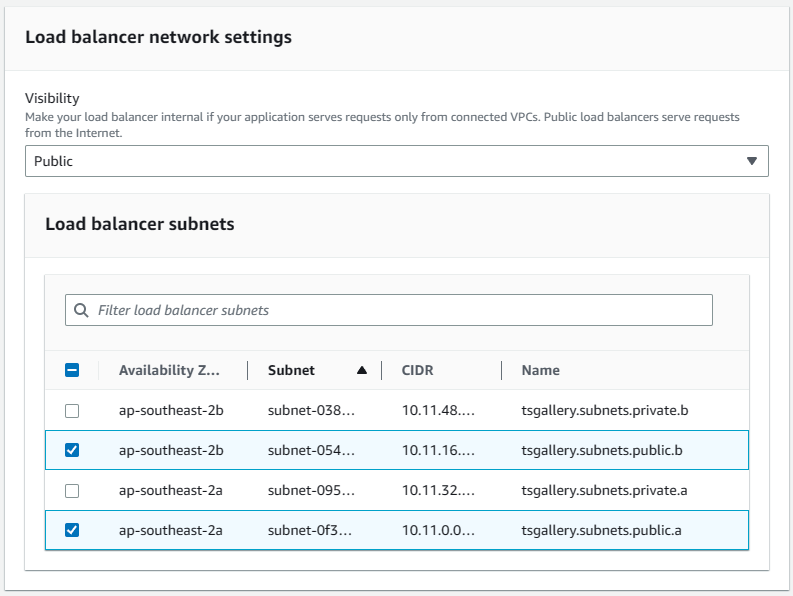 Load balancer network settings
Visibility
Make your load balancer internal if your application serves requests only from connected VPCs. Public load balancers serve requests
from the Internet.
Public
Load balancer subnets
Filter load balancer subnets
Availability Z... Subnet CIDR Name
ap-southeast-2b subnet-038... 10.11.48.... tsgallery.subnets.private.b
ap-southeast-2b subnet-054... 10.11.16.... tsgallery.subnets.public.b
ap-southeast-2a subnet-095... 10.11.32.... tsgallery.subnets.private.a
ap-southeast-2a subnet-0f3... 10.11.0.0... tsgallery.subnets.public.a